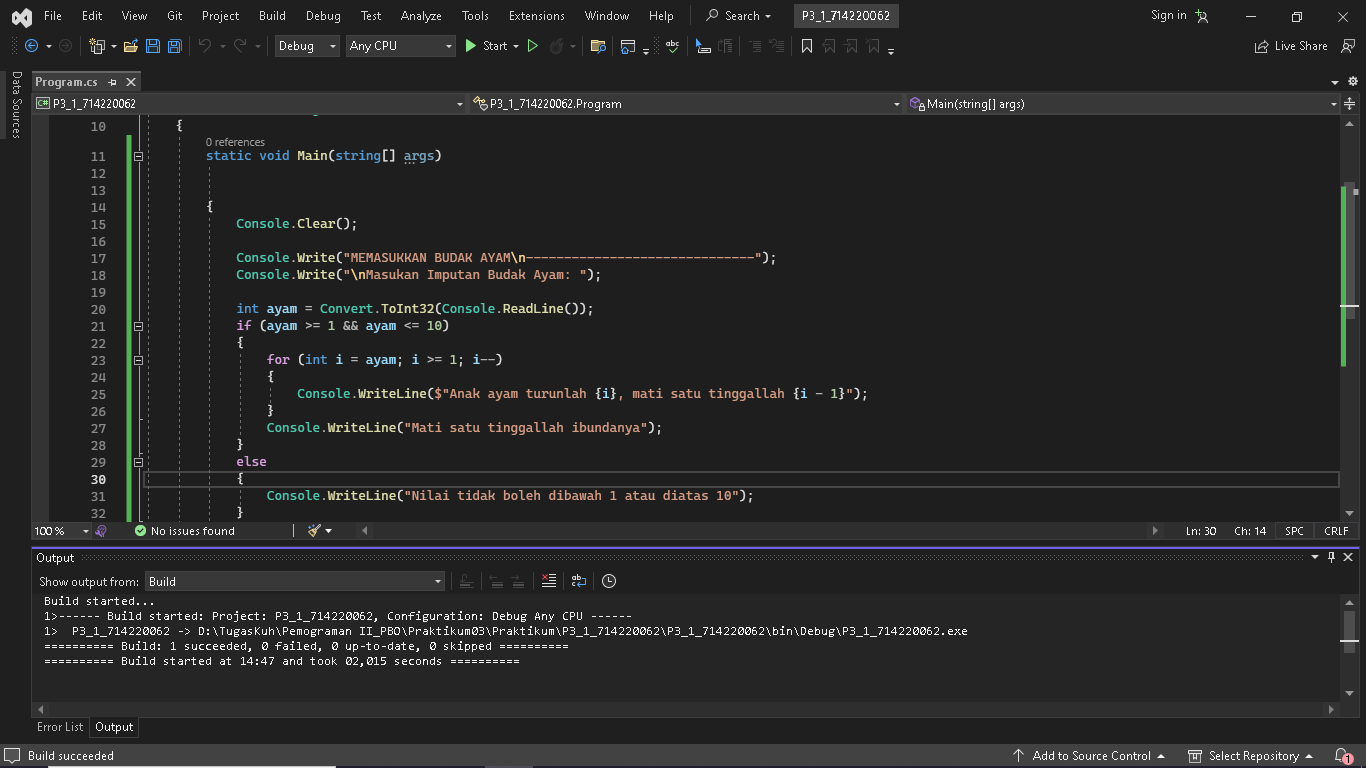 File Edit View Git Project Build Debug Test Analyze Tools Extensions Window Help Search P3_1_714220062 Sign in
Debug Any CPU Start Live Share
Data Sources
Program.cs
P3_1_714220062 P3_1_714220062.Program Main(string[] args)
10 {
0 references
11 static void Main(string[] args)
12
13
14 {
15 Console.Clear();
16
17 Console.Write("MEMASUKKAN BUDAK AYAM\n------------------------------");
18 Console.Write("\nMasukan Imputan Budak Ayam: ");
19
20 int ayam = Convert.ToInt32(Console.ReadLine());
21 if (ayam >= 1 && ayam <= 10)
22 {
23 for (int i = ayam; i >= 1; i--)
24 {
25 Console.WriteLine($"Anak ayam turunlah {i}, mati satu tinggallah {i - 1}");
26 }
27 Console.WriteLine("Mati satu tinggallah ibundanya");
28 }
29 else
30 {
31 Console.WriteLine("Nilai tidak boleh dibawah 1 atau diatas 10");
32 }
100 % No issues found Ln: 30 Ch: 14 SPC CRLF
Output
Show output from: Build
Build started...
1>------ Build started: Project: P3_1_714220062, Configuration: Debug Any CPU ------
1> P3_1_714220062 -> D:\TugasKuh\Pemograman II_PBO\Praktikum03\Praktikum\P3_1_714220062\P3_1_714220062\bin\Debug\P3_1_714220062.exe
========== Build: 1 succeeded, 0 failed, 0 up-to-date, 0 skipped ==========
========== Build started at 14:47 and took 02,015 seconds ==========
Error List Output
Build succeeded Add to Source Control Select Repository 1